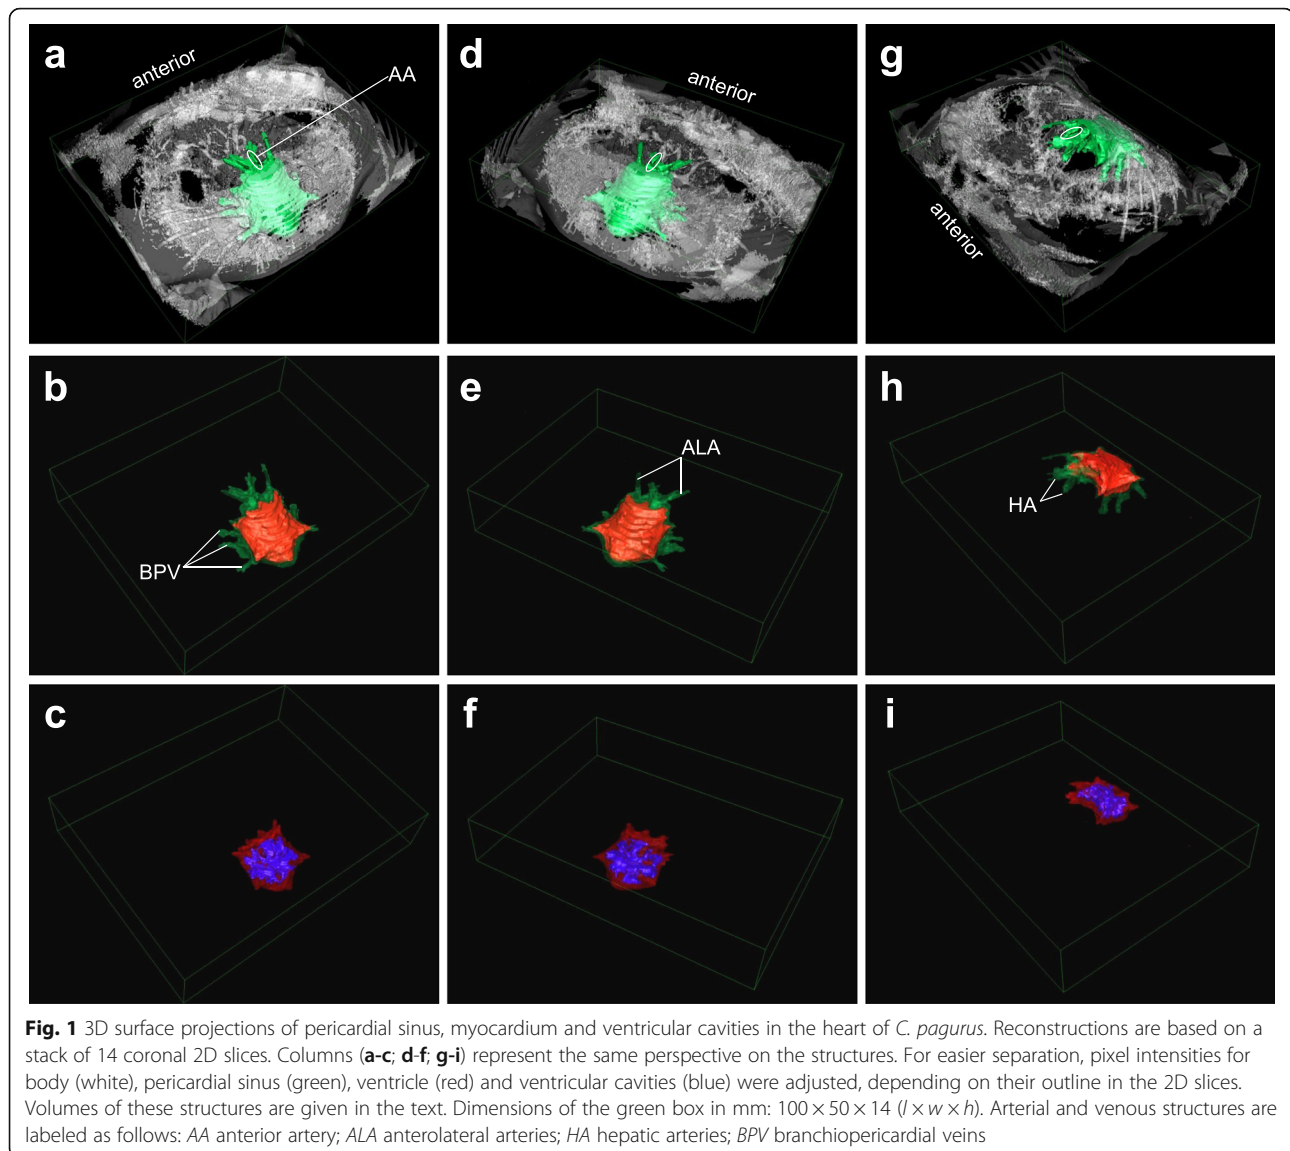 a
anterior
AA
d
anterior
g
anterior
b
BPV
e
ALA
h
HA
c
f
i
Fig. 1 3D surface projections of pericardial sinus, myocardium and ventricular cavities in the heart of C. pagurus. Reconstructions are based on a
stack of 14 coronal 2D slices. Columns (a-c; d-f; g-i) represent the same perspective on the structures. For easier separation, pixel intensities for
body (white), pericardial sinus (green), ventricle (red) and ventricular cavities (blue) were adjusted, depending on their outline in the 2D slices.
Volumes of these structures are given in the text. Dimensions of the green box in mm: 100 × 50 × 14 (l × w × h). Arterial and venous structures are
labeled as follows: AA anterior artery; ALA anterolateral arteries; HA hepatic arteries; BPV branchiopericardial veins